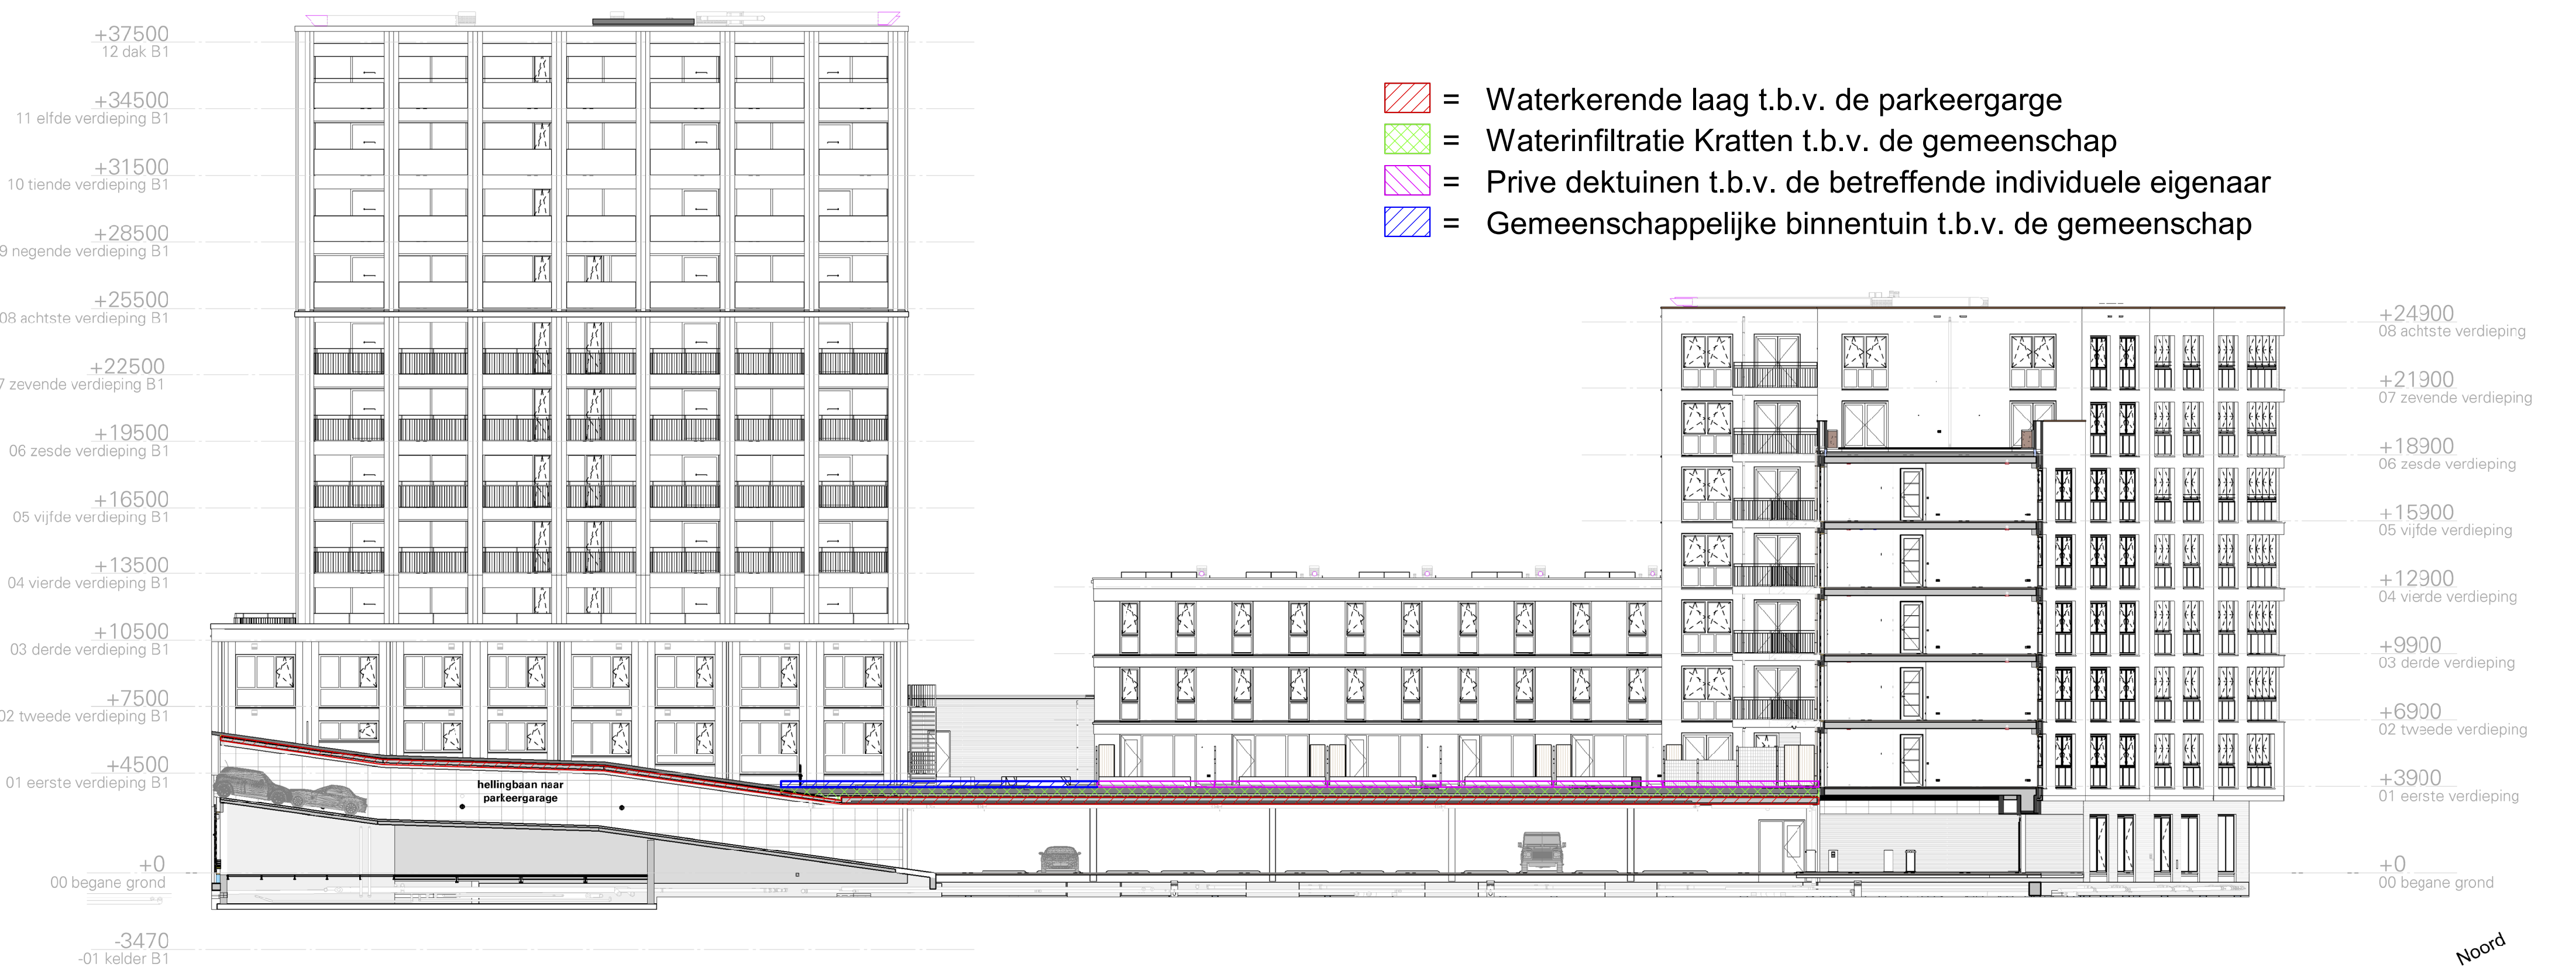 +37500
12 dak B1
+34500
11 elfde verdieping B1
+31500
10 tiende verdieping B1
+28500
9 negende verdieping B1
+25500
08 achtste verdieping B1
+22500
7 zevende verdieping B1
+19500
06 zesde verdieping B1
+16500
05 vijfde verdieping B1
+13500
04 vierde verdieping B1
+10500
03 derde verdieping B1
+7500
02 tweede verdieping B1
+4500
01 eerste verdieping B1
+0
00 begane grond
-3470
-01 kelder B1
= Waterkerende laag t.b.v. de parkeergarge
= Waterinfiltratie Kratten t.b.v. de gemeenschap
= Prive dektuinen t.b.v. de betreffende individuele eigenaar
= Gemeenschappelijke binnentuin t.b.v. de gemeenschap
hellingbaan naar
parkeergarage
+24900
08 achtste verdieping
+21900
07 zevende verdieping
+18900
06 zesde verdieping
+15900
05 vijfde verdieping
+12900
04 vierde verdieping
+9900
03 derde verdieping
+6900
02 tweede verdieping
+3900
01 eerste verdieping
+0
00 begane grond
Noord